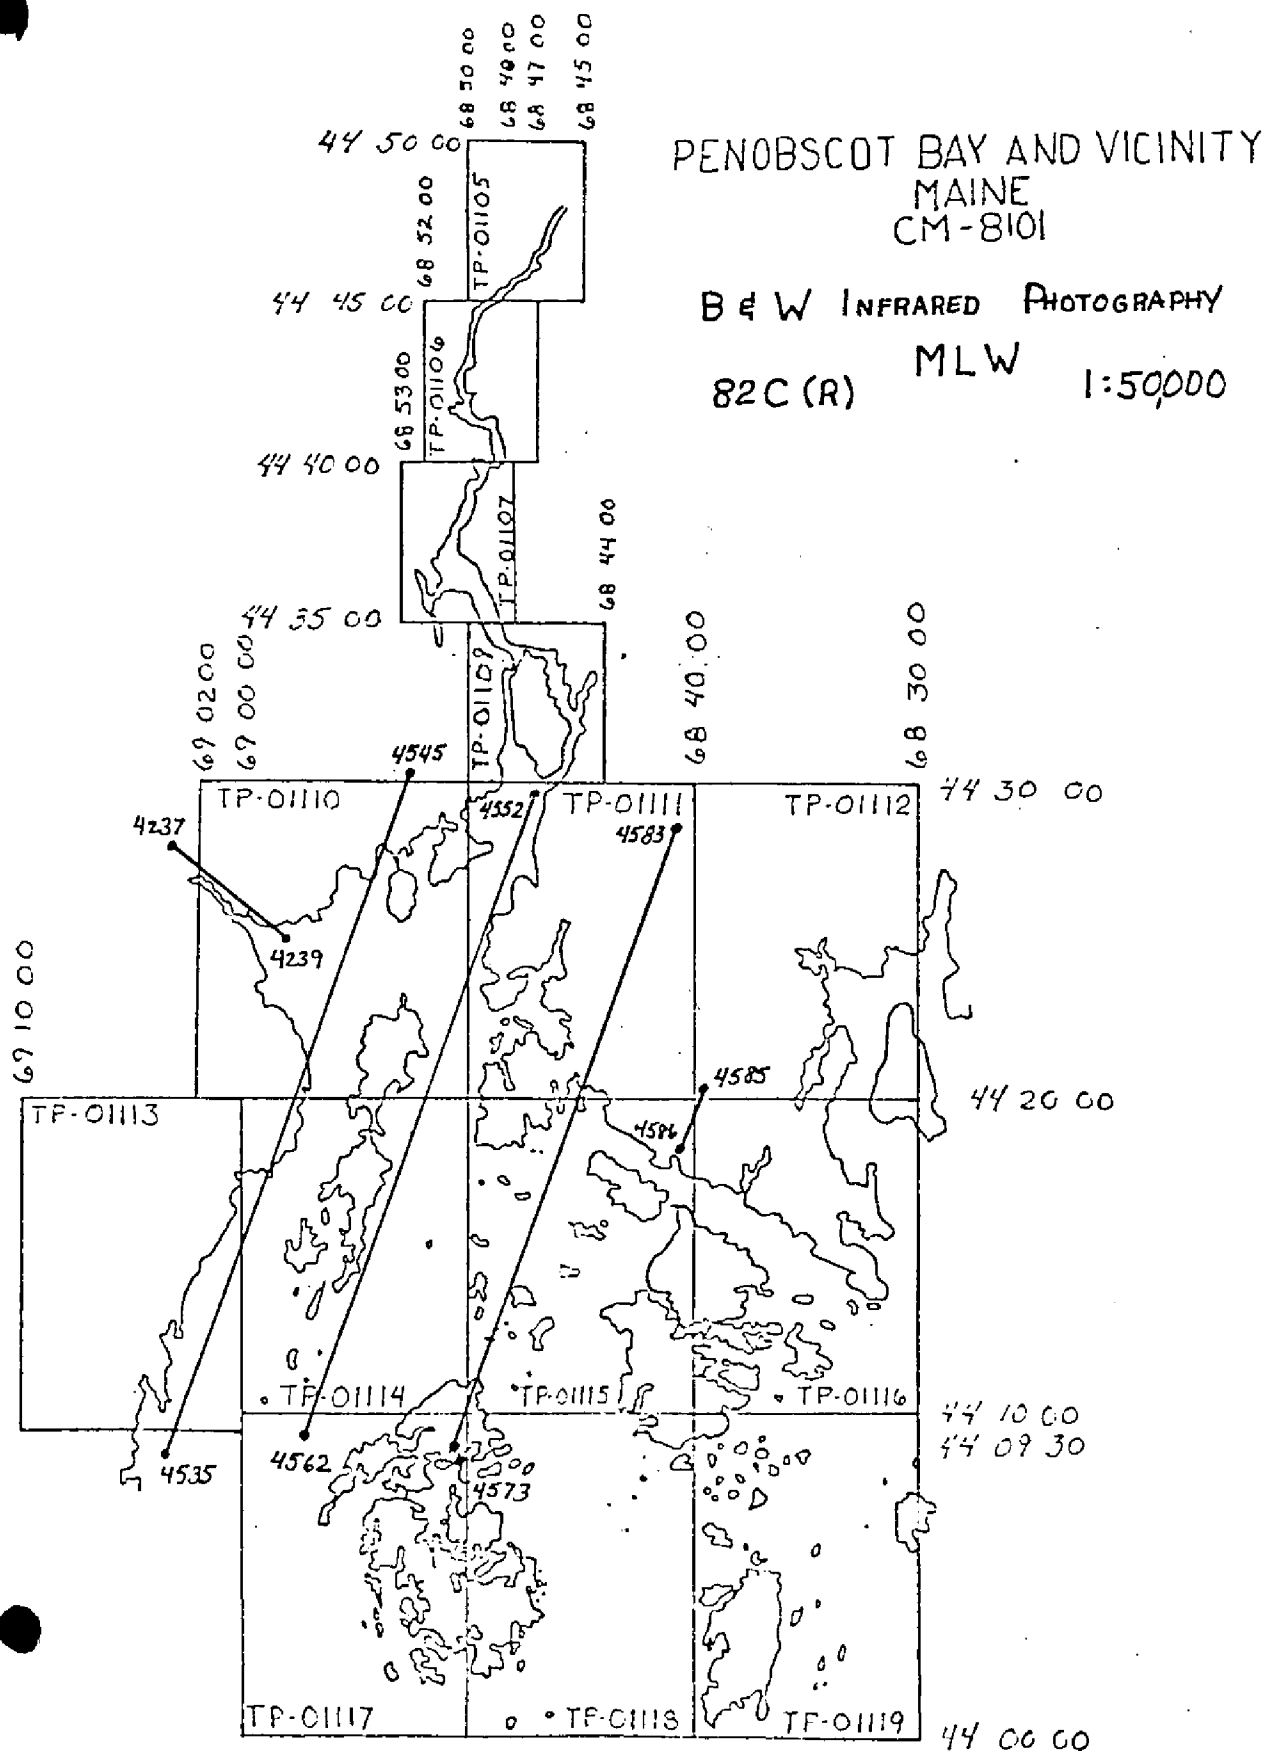 68 50 00
68 48 00
68 47 00
68 45 00
44 50 00
PENOBSCOT BAY AND VICINITY
MAINE
CM-8101
68 52 00
TP-01105
44 45 00
B & W INFRARED PHOTOGRAPHY
MLW
82C (R)
1:50,000
68 53 00
TP-01106
44 40 00
TP-01107
68 44 00
44 35 00
69 02 00
69 00 00
TP-01109
68 40 00
68 30 00
4545
TP-01110
4552
TP-01111
TP-01112
44 30 00
4237
4583
4239
69 10 00
4585
TP-01113
44 20 00
4586
TP-01114
TP-01115
TP-01116
44 10 00
44 09 30
4535
4562
4573
TP-01117
TP-01118
TP-01119
44 00 00